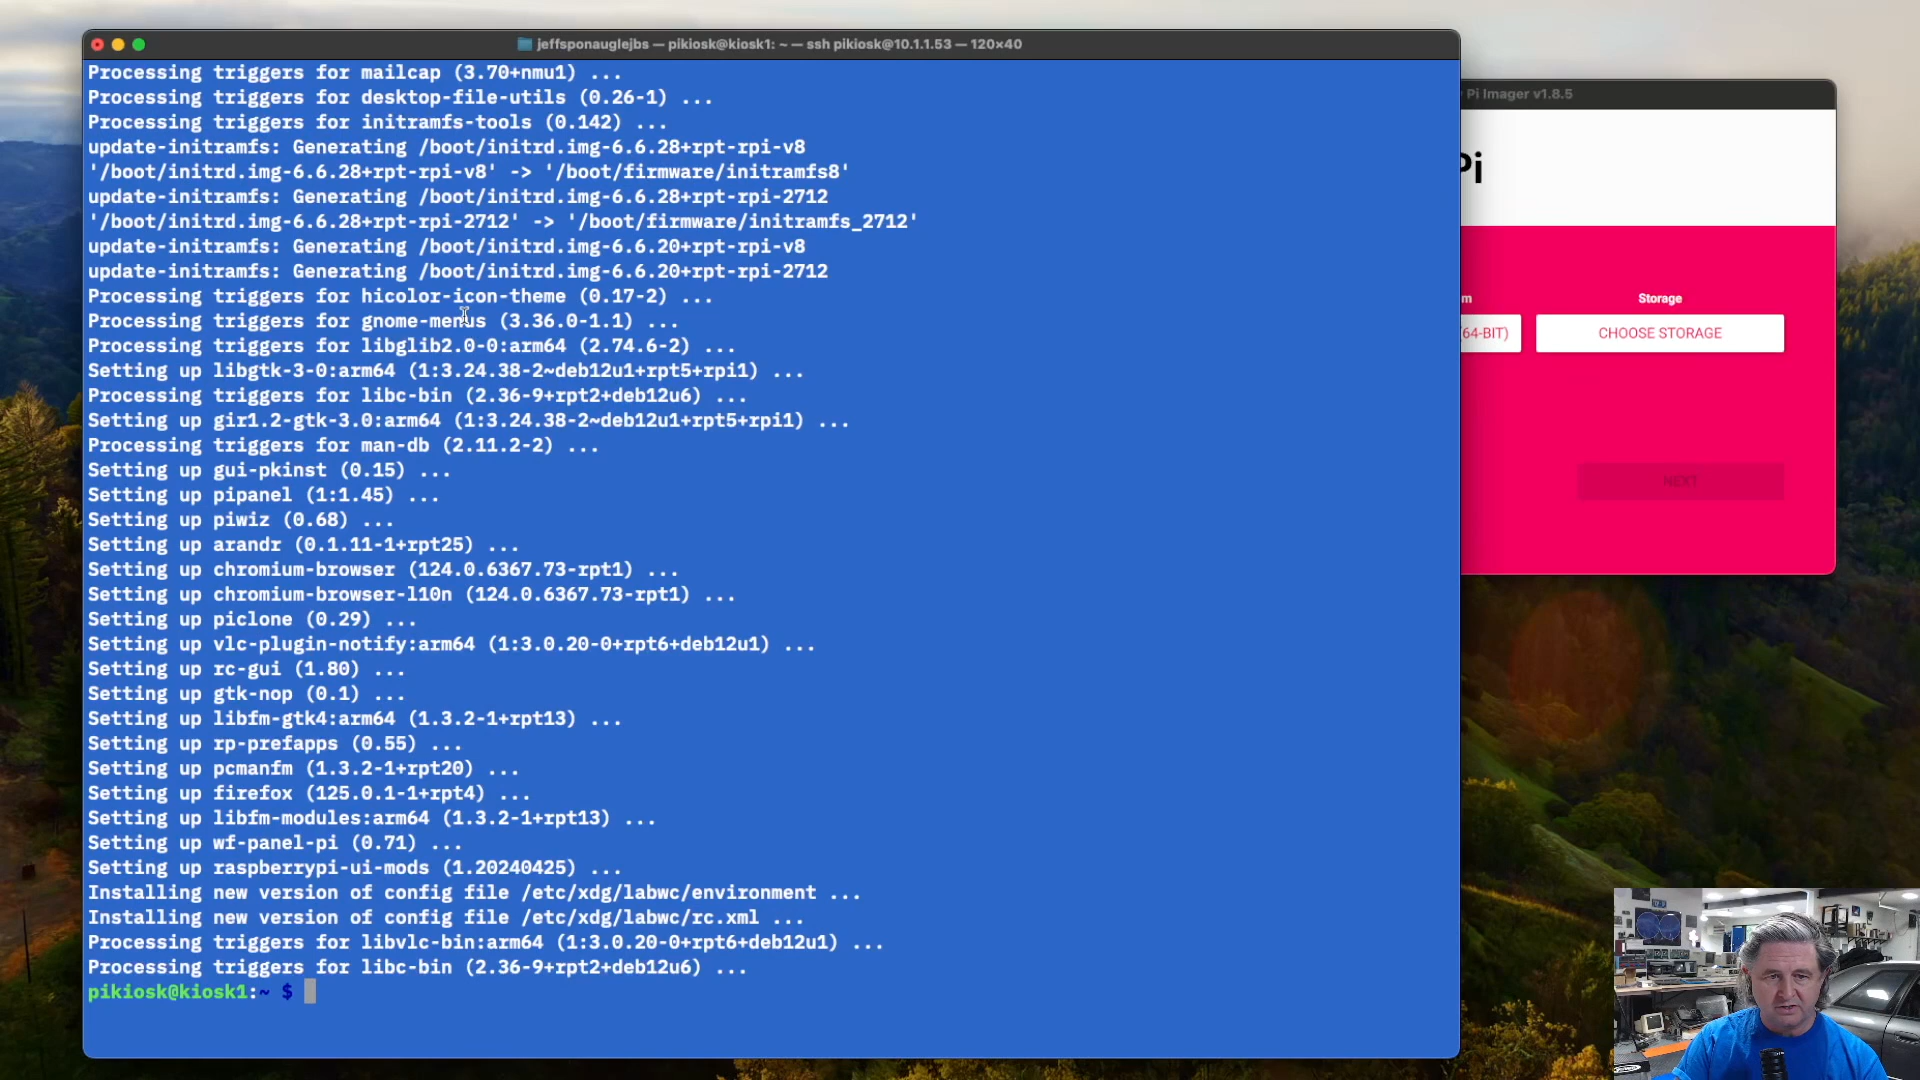 jeffsponauglejbs — pikiosk@kiosk1: ~ — ssh pikiosk@10.1.1.53 — 120×40
Processing triggers for mailcap (3.70+nmu1) ...
Processing triggers for desktop-file-utils (0.26-1) ...
Processing triggers for initramfs-tools (0.142) ...
update-initramfs: Generating /boot/initrd.img-6.6.28+rpt-rpi-v8
'/boot/initrd.img-6.6.28+rpt-rpi-v8' -> '/boot/firmware/initramfs8'
update-initramfs: Generating /boot/initrd.img-6.6.28+rpt-rpi-2712
'/boot/initrd.img-6.6.28+rpt-rpi-2712' -> '/boot/firmware/initramfs_2712'
update-initramfs: Generating /boot/initrd.img-6.6.20+rpt-rpi-v8
update-initramfs: Generating /boot/initrd.img-6.6.20+rpt-rpi-2712
Processing triggers for hicolor-icon-theme (0.17-2) ...
Processing triggers for gnome-menus (3.36.0-1.1) ...
Processing triggers for libglib2.0-0:arm64 (2.74.6-2) ...
Setting up libgtk-3-0:arm64 (1:3.24.38-2~deb12u1+rpt5+rpi1) ...
Processing triggers for libc-bin (2.36-9+rpt2+deb12u6) ...
Setting up gir1.2-gtk-3.0:arm64 (1:3.24.38-2~deb12u1+rpt5+rpi1) ...
Processing triggers for man-db (2.11.2-2) ...
Setting up gui-pkinst (0.15) ...
Setting up pipanel (1:1.45) ...
Setting up piwiz (0.68) ...
Setting up arandr (0.1.11-1+rpt25) ...
Setting up chromium-browser (124.0.6367.73-rpt1) ...
Setting up chromium-browser-l10n (124.0.6367.73-rpt1) ...
Setting up piclone (0.29) ...
Setting up vlc-plugin-notify:arm64 (1:3.0.20-0+rpt6+deb12u1) ...
Setting up rc-gui (1.80) ...
Setting up gtk-nop (0.1) ...
Setting up libfm-gtk4:arm64 (1.3.2-1+rpt13) ...
Setting up rp-prefapps (0.55) ...
Setting up pcmanfm (1.3.2-1+rpt20) ...
Setting up firefox (125.0.1-1+rpt4) ...
Setting up libfm-modules:arm64 (1.3.2-1+rpt13) ...
Setting up wf-panel-pi (0.71) ...
Setting up raspberrypi-ui-mods (1.20240425) ...
Installing new version of config file /etc/xdg/labwc/environment ...
Installing new version of config file /etc/xdg/labwc/rc.xml ...
Processing triggers for libvlc-bin:arm64 (1:3.0.20-0+rpt6+deb12u1) ...
Processing triggers for libc-bin (2.36-9+rpt2+deb12u6) ...
pikiosk@kiosk1:~ $
Pi Imager v1.8.5
Pi
m
Storage
(64-BIT)
CHOOSE STORAGE
NEXT